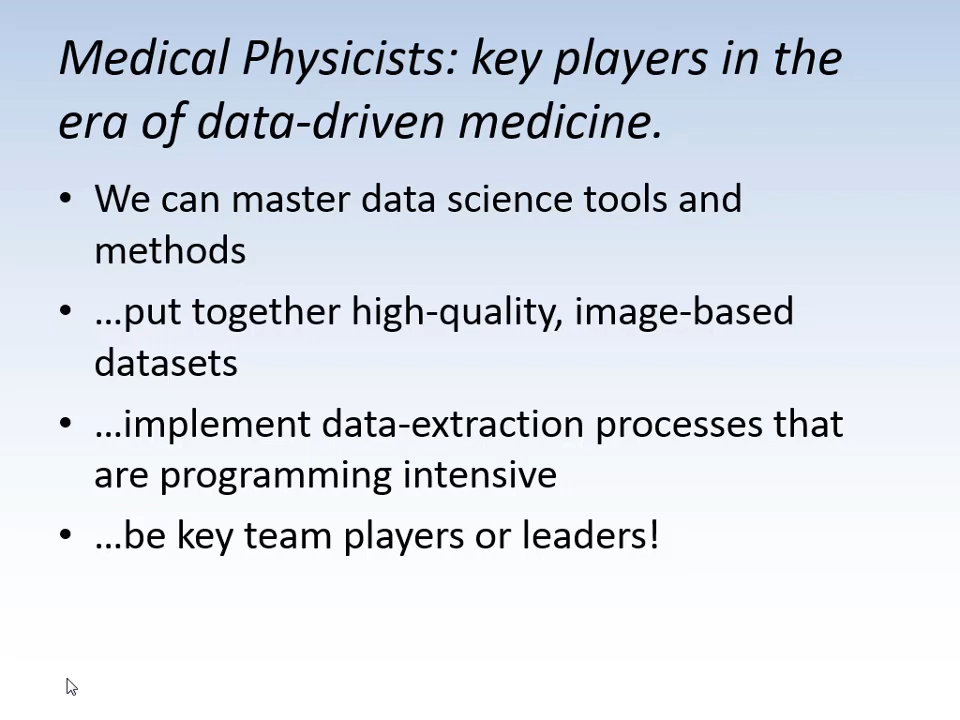 Medical Physicists: key players in the
era of data-driven medicine.
• We can master data science tools and
methods
• …put together high-quality, image-based
datasets
• …implement data-extraction processes that
are programming intensive
• …be key team players or leaders!